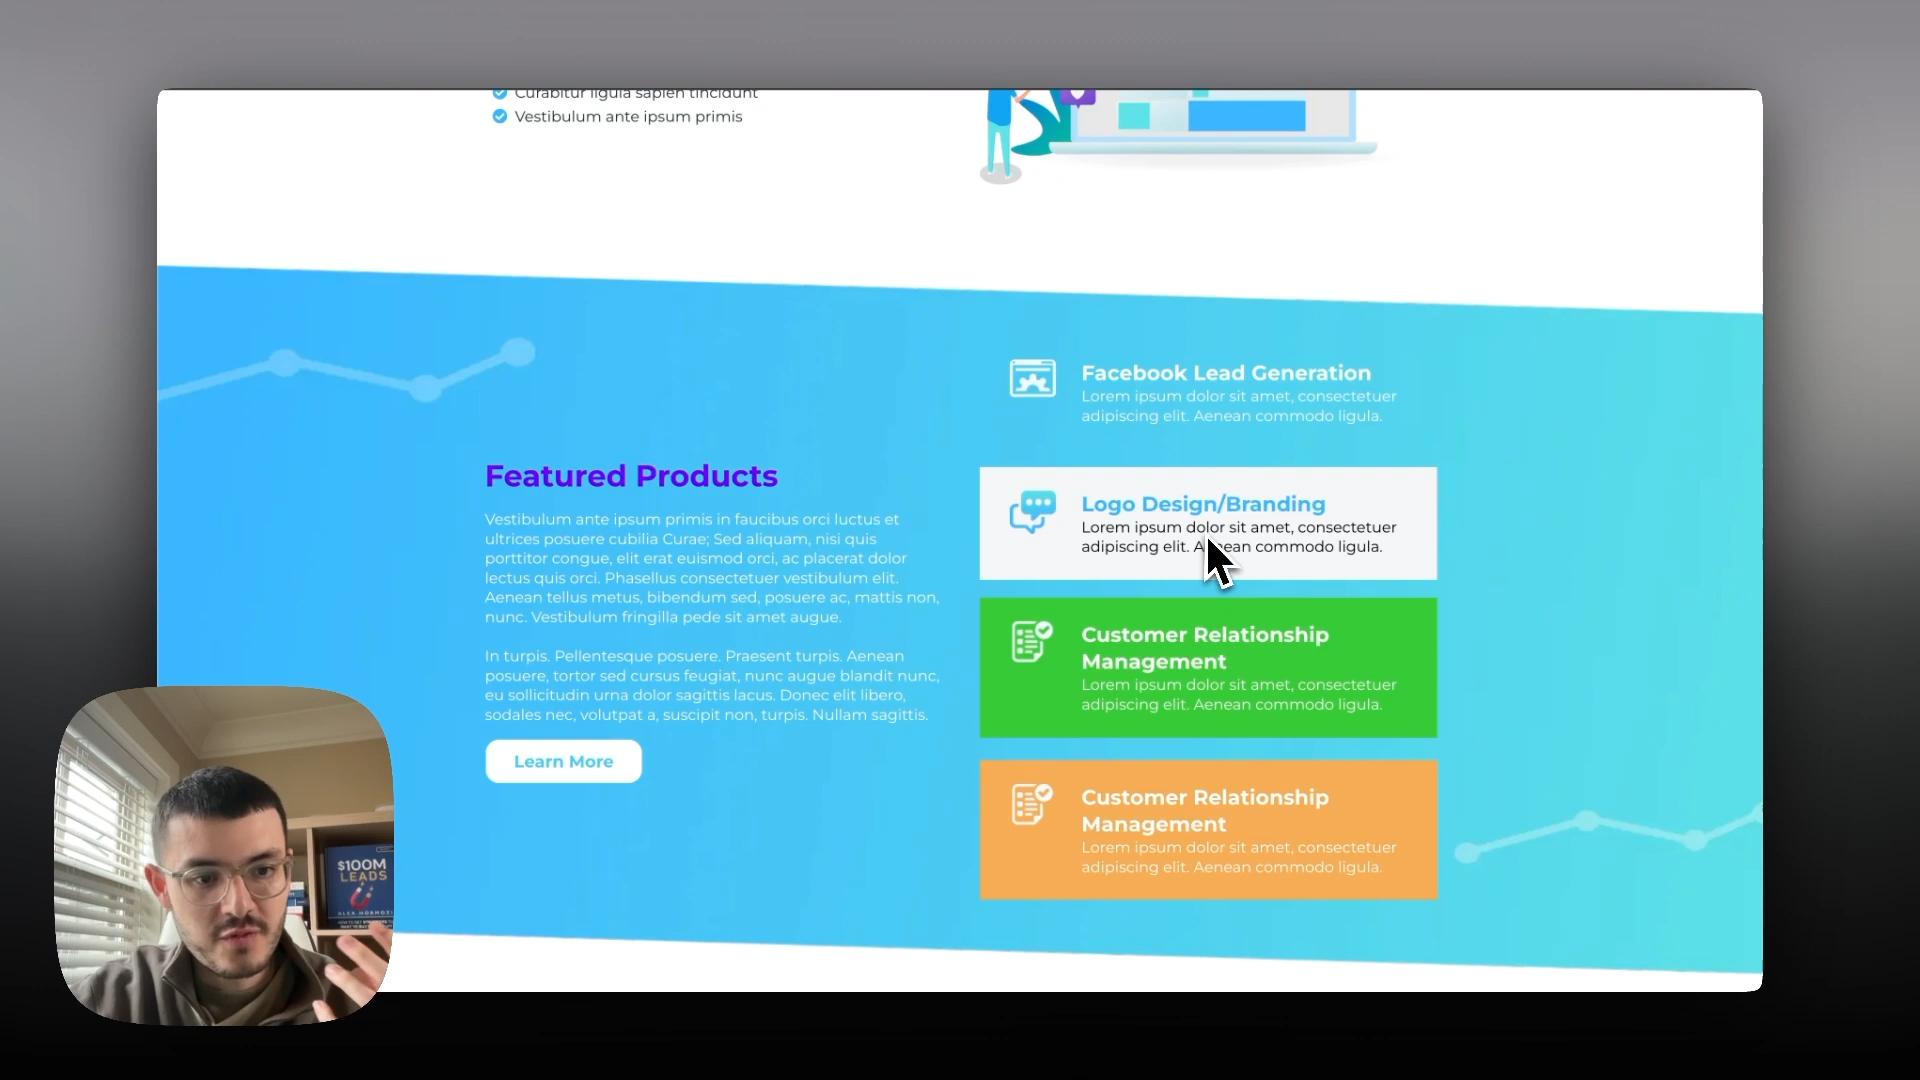 Curabitur ligula sapien tincidunt
Vestibulum ante ipsum primis
Featured Products
Vestibulum ante ipsum primis in faucibus orci luctus et
ultrices posuere cubilia Curae; Sed aliquam, nisi quis
porttitor congue, elit erat euismod orci, ac placerat dolor
lectus quis orci. Phasellus consectetuer vestibulum elit.
Aenean tellus metus, bibendum sed, posuere ac, mattis non,
nunc. Vestibulum fringilla pede sit amet augue.
In turpis. Pellentesque posuere. Praesent turpis. Aenean
posuere, tortor sed cursus feugiat, nunc augue blandit nunc,
eu sollicitudin urna dolor sagittis lacus. Donec elit libero,
sodales nec, volutpat a, suscipit non, turpis. Nullam sagittis.
Learn More
Facebook Lead Generation
Lorem ipsum dolor sit amet, consectetuer
adipiscing elit. Aenean commodo ligula.
Logo Design/Branding
Lorem ipsum dolor sit amet, consectetuer
adipiscing elit. Aenean commodo ligula.
Customer Relationship
Management
Lorem ipsum dolor sit amet, consectetuer
adipiscing elit. Aenean commodo ligula.
Customer Relationship
Management
Lorem ipsum dolor sit amet, consectetuer
adipiscing elit. Aenean commodo ligula.
$100M
LEADS
ALEX HORMOZI